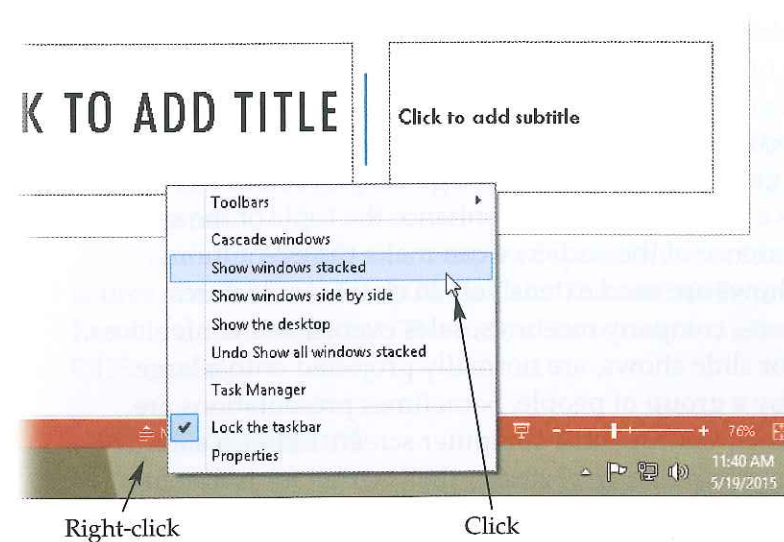 K TO ADD TITLE
Click to add subtitle
Toolbars
Cascade windows
Show windows stacked
Show windows side by side
Show the desktop
Undo Show all windows stacked
Task Manager
Lock the taskbar
Properties
N
76%
11:40 AM
5/19/2015
Right-click
Click